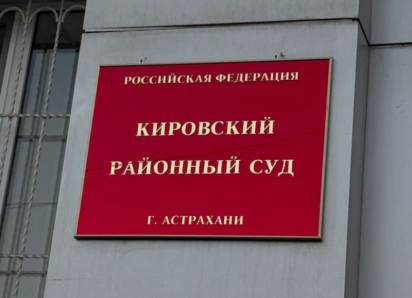 РОССИЙСКАЯ ФЕДЕРАЦИЯ
КИРОВСКИЙ
РАЙОННЫЙ СУД
Г. АСТРАХАНИ